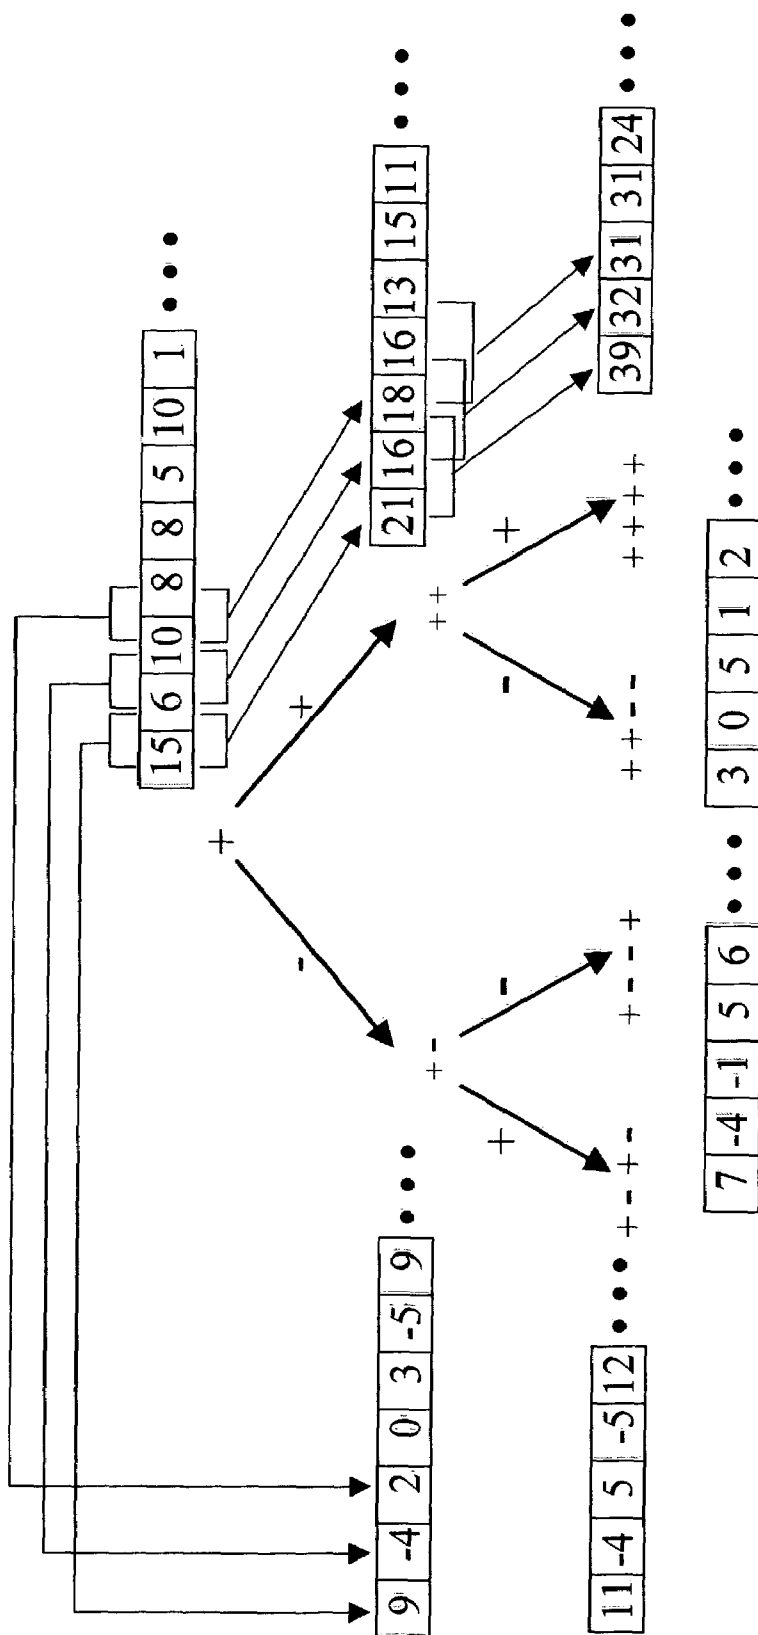 15 6 10 8 8 5 10 1 • • •
+
- +
9 -4 2 0 3 -5 9 • • •
+ -
+ +
21 16 18 16 13 15 11 • • •
+ - - +
11 -4 5 -5 12 • • •
+ - + -
+ - - +
+ + - -
+ + + +
39 32 31 31 24 • • •
7 -4 -1 5 6 • • •
3 0 5 1 2 • • •